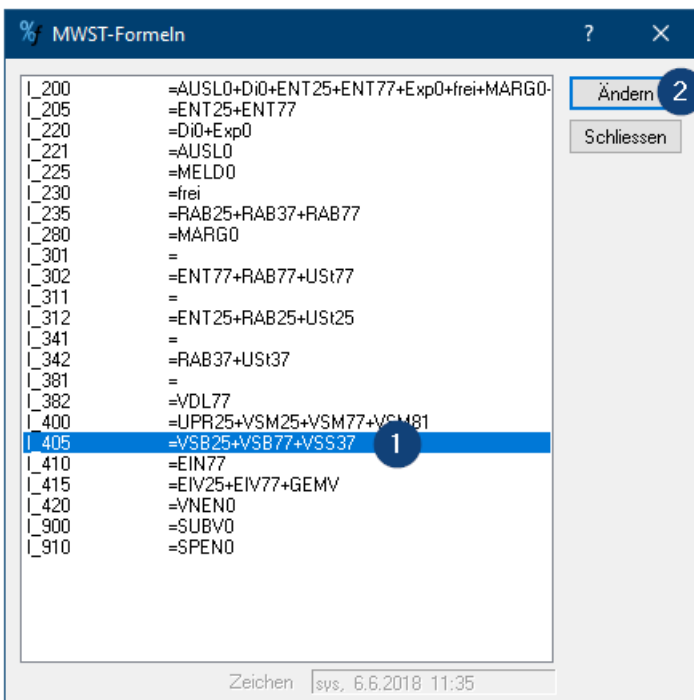 MWST-Formeln ? ×
I_200 =AUSL0+Di0+ENT25+ENT77+Exp0+frei+MARG0-
Ändern 2
I_205 =ENT25+ENT77
I_220 =Di0+Exp0
Schliessen
I_221 =AUSL0
I_225 =MELD0
I_230 =frei
I_235 =RAB25+RAB37+RAB77
I_280 =MARG0
I_301 =
I_302 =ENT77+RAB77+USt77
I_311 =
I_312 =ENT25+RAB25+USt25
I_341 =
I_342 =RAB37+USt37
I_381 =
I_382 =VDL77
I_400 =UPR25+VSM25+VSM77+VSM81
I_405 =VSB25+VSB77+VSS37 1
I_410 =EIN77
I_415 =EIV25+EIV77+GEMV
I_420 =VNEN0
I_900 =SUBV0
I_910 =SPEN0
Zeichen sys, 6.6.2018 11:35